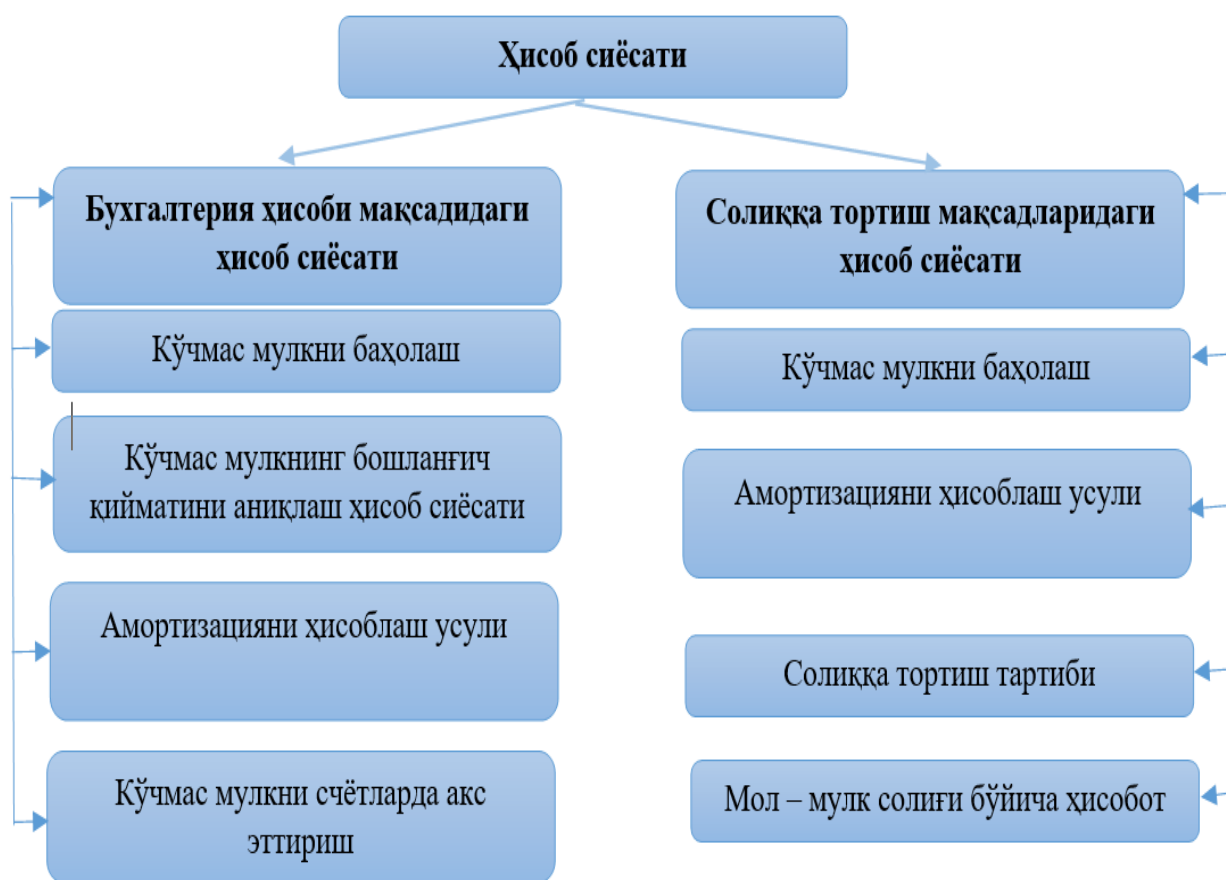 Ҳисоб сиёсати
Бухгалтерия ҳисоби мақсадидаги
ҳисоб сиёсати
Кўчмас мулкни баҳолаш
Кўчмас мулкнинг бошланғич
қийматини аниқлаш ҳисоб сиёсати
Амортизацияни ҳисоблаш усули
Кўчмас мулкни счётларда акс
эттириш
Солиққа тортиш мақсадларидаги
ҳисоб сиёсати
Кўчмас мулкни баҳолаш
Амортизацияни ҳисоблаш усули
Солиққа тортиш тартиби
Мол – мулк солиғи бўйича ҳисобот